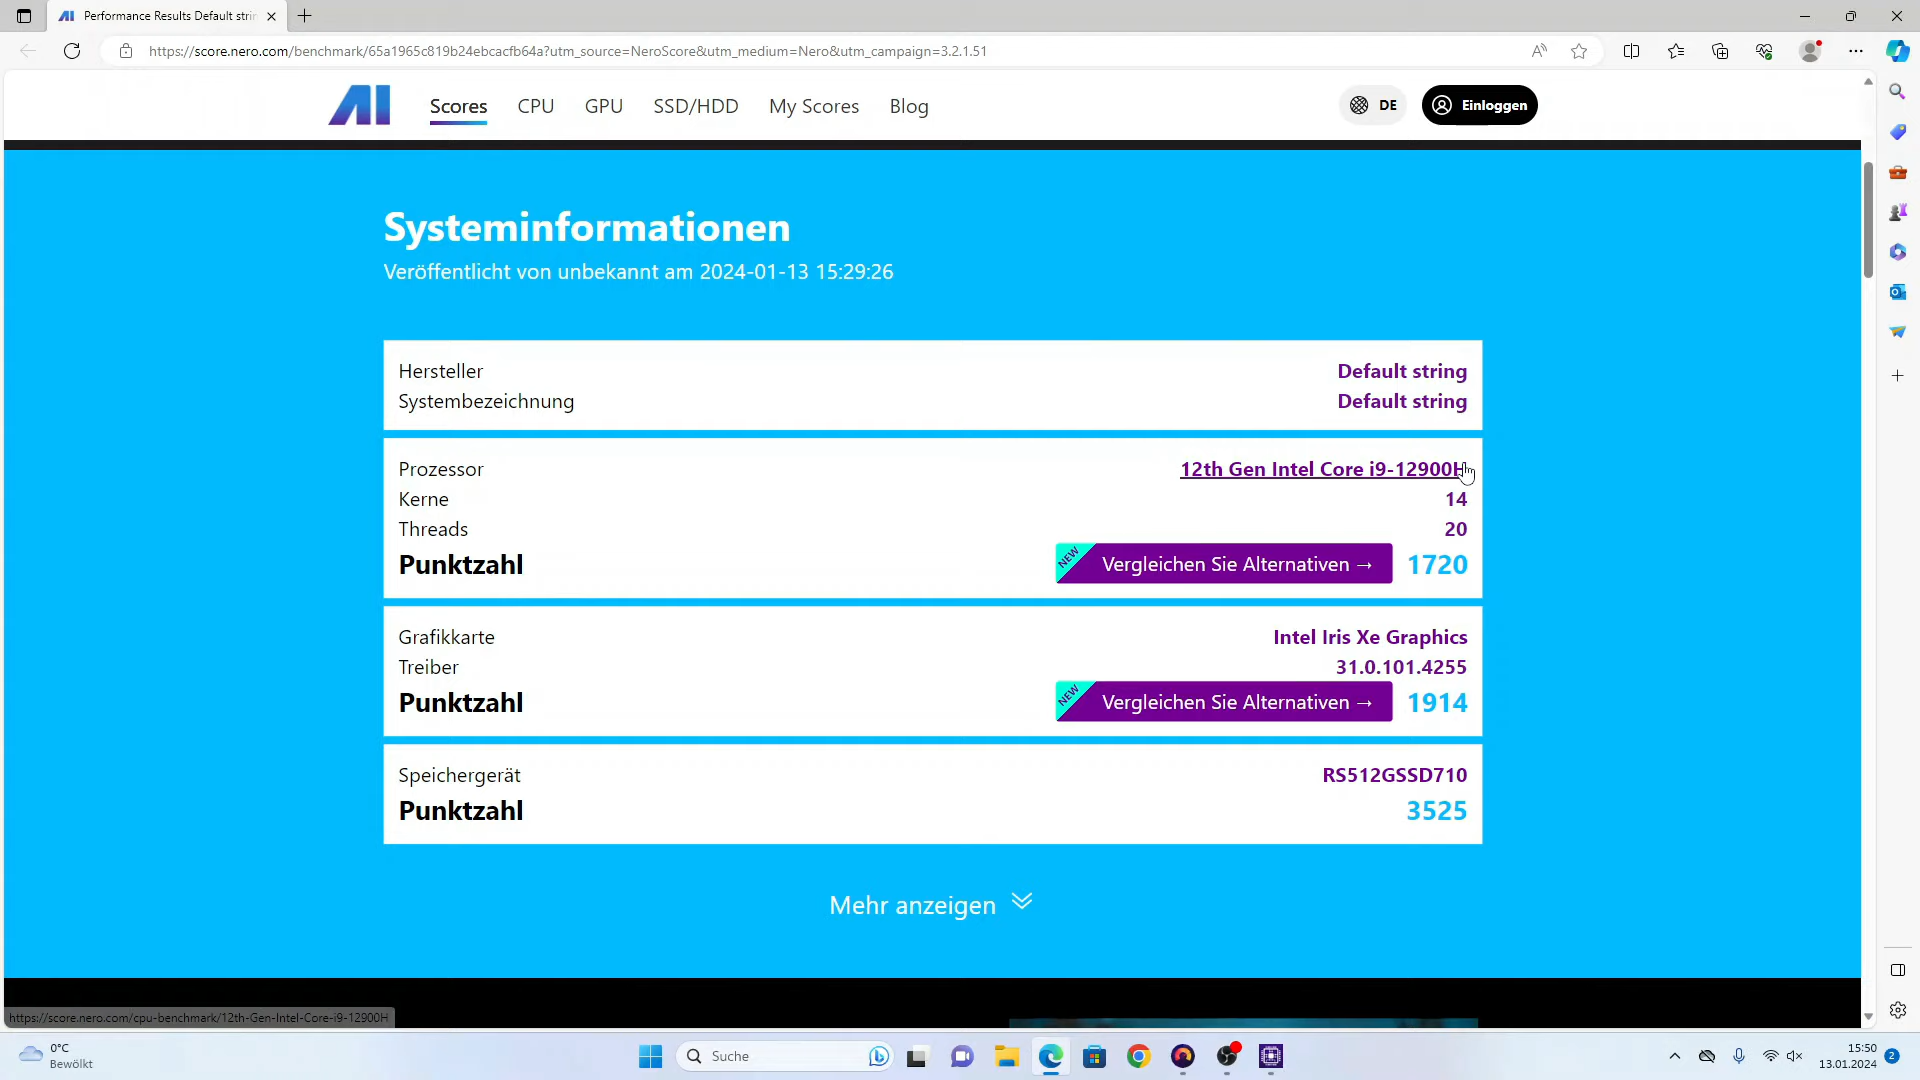 Performance Results Default strin
https://score.nero.com/benchmark/65a1965c819b24ebcacfb64a?utm_source=NeroScore&utm_medium=Nero&utm_campaign=3.2.1.51
AI Scores CPU GPU SSD/HDD My Scores Blog DE Einloggen
Systeminformationen
Veröffentlicht von unbekannt am 2024-01-13 15:29:26
Hersteller Default string
Systembezeichnung Default string
Prozessor 12th Gen Intel Core i9-12900H
Kerne 14
Threads 20
Punktzahl NEW Vergleichen Sie Alternativen → 1720
Grafikkarte Intel Iris Xe Graphics
Treiber 31.0.101.4255
Punktzahl NEW Vergleichen Sie Alternativen → 1914
Speichergerät RS512GSSD710
Punktzahl 3525
Mehr anzeigen
https://score.nero.com/cpu-benchmark/12th-Gen-Intel-Core-i9-12900H
0°C
Bewölkt
Suche
15:50
13.01.2024
2